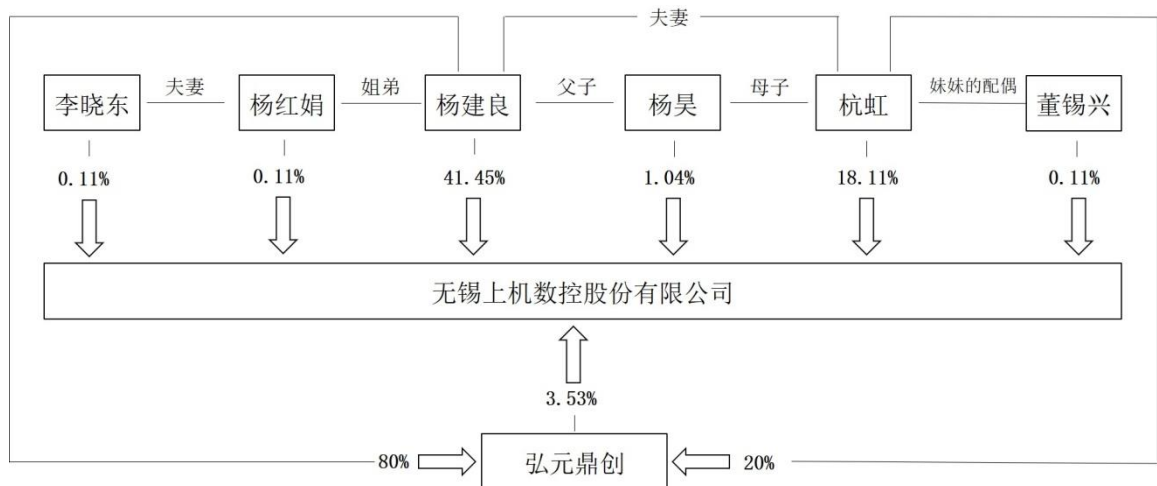 夫妻
李晓东 夫妻 杨红娟 姐弟 杨建良 父子 杨昊 母子 杭虹 妹妹的配偶 董锡兴
0.11% 0.11% 41.45% 1.04% 18.11% 0.11%
无锡上机数控股份有限公司
3.53%
80% 弘元鼎创 20%